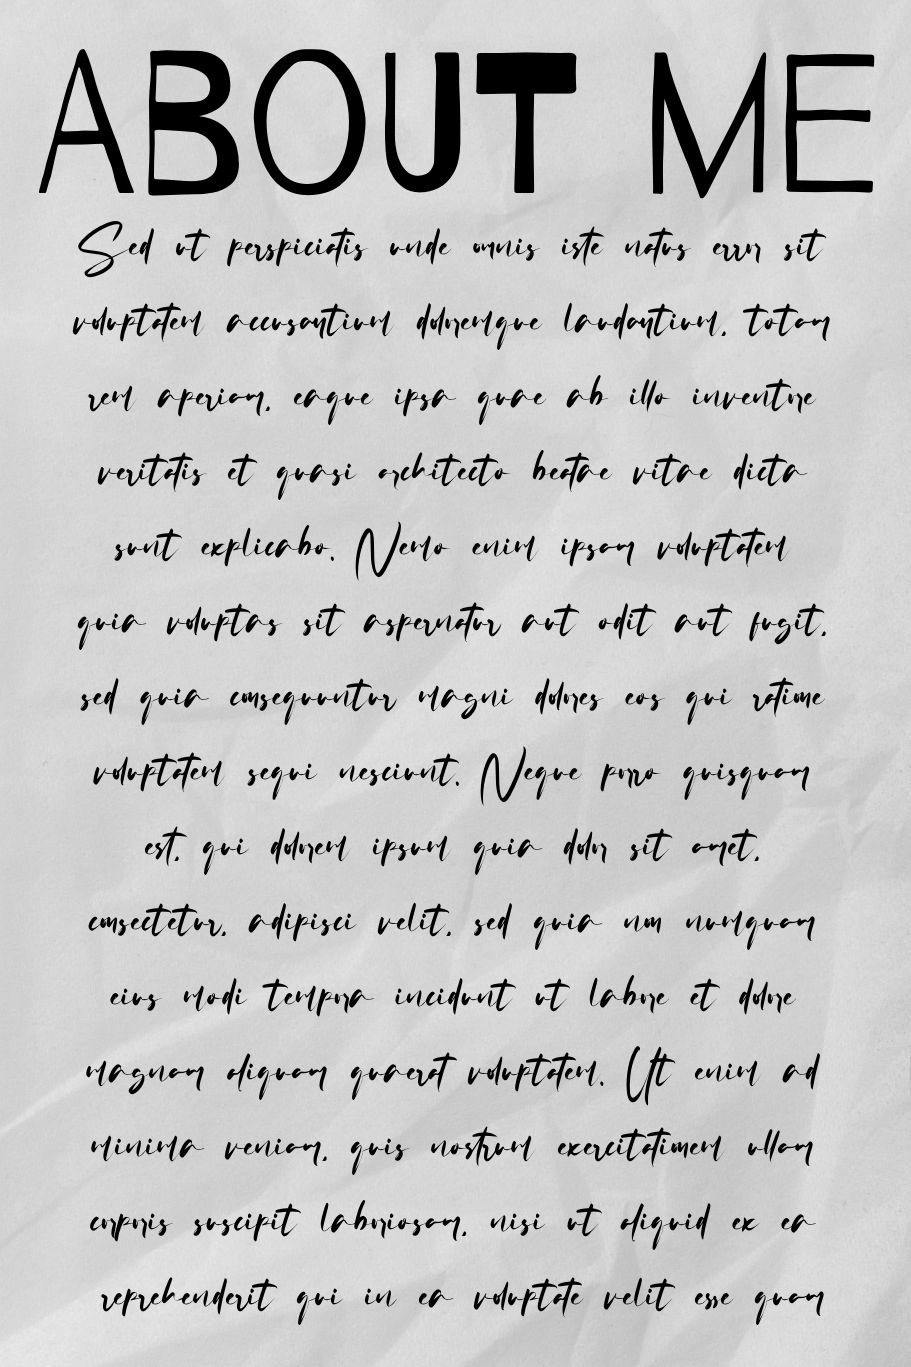 ABOUT ME
Sed ut perspiciatis unde omnis iste natus error sit
voluptatem accusantium doloremque laudantium, totam
rem aperiam, eaque ipsa quae ab illo inventore
veritatis et quasi architecto beatae vitae dicta
sunt explicabo. Nemo enim ipsam voluptatem
quia voluptas sit aspernatur aut odit aut fugit,
sed quia consequuntur magni dolores eos qui ratione
voluptatem sequi nesciunt. Neque porro quisquam
est, qui dolorem ipsum quia dolor sit amet,
consectetur, adipisci velit, sed quia non numquam
eius modi tempora incidunt ut labore et dolore
magnam aliquam quaerat voluptatem. Ut enim ad
minima veniam, quis nostrum exercitationem ullam
corporis suscipit laboriosam, nisi ut aliquid ex ea
reprehenderit qui in ea voluptate velit esse quam